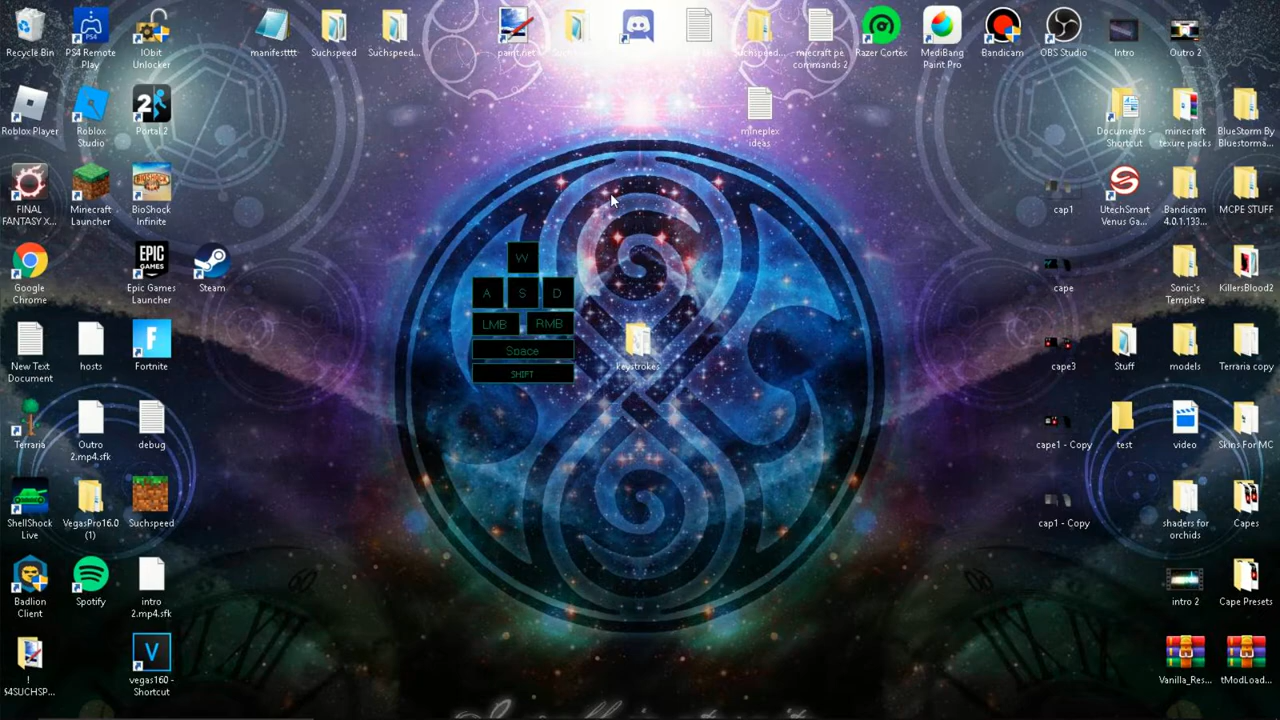 Recycle Bin
PS4 Remote
Play
IObit
Unlocker
manifestttt
Suchspeed
Suchspeed...
paint.net
miecraft pe
commands 2
Razer Cortex
MediBang
Paint Pro
Bandicam
OBS Studio
Intro
Outro 2
Roblox Player
Roblox
Studio
Portal 2
mineplex
ideas
Documents -
Shortcut
minecraft
texure packs
BlueStorm By
Bluestorma...
FINAL
FANTASY X...
Minecraft
Launcher
BioShock
Infinite
cap1
UtechSmart
Venus Ga...
Bandicam
4.0.1.133...
MCPE STUFF
W
A
S
D
LMB
RMB
Space
SHIFT
Google
Chrome
EPIC
GAMES
Epic Games
Launcher
Steam
cape
Sonic's
Template
KillersBlood2
New Text
Document
hosts
Fortnite
keystrokes
cape3
Stuff
models
Terraria copy
Terraria
Outro
2.mp4.sfk
debug
cape1 - Copy
test
video
Skins For MC
ShellShock
Live
VegasPro16.0
(1)
Suchspeed
cap1 - Copy
shaders for
orchids
Capes
Badlion
Client
Spotify
intro
2.mp4.sfk
intro 2
Cape Presets
!
$4SUCHSP...
V
vegas160 -
Shortcut
Vanilla_Res...
tModLoad...